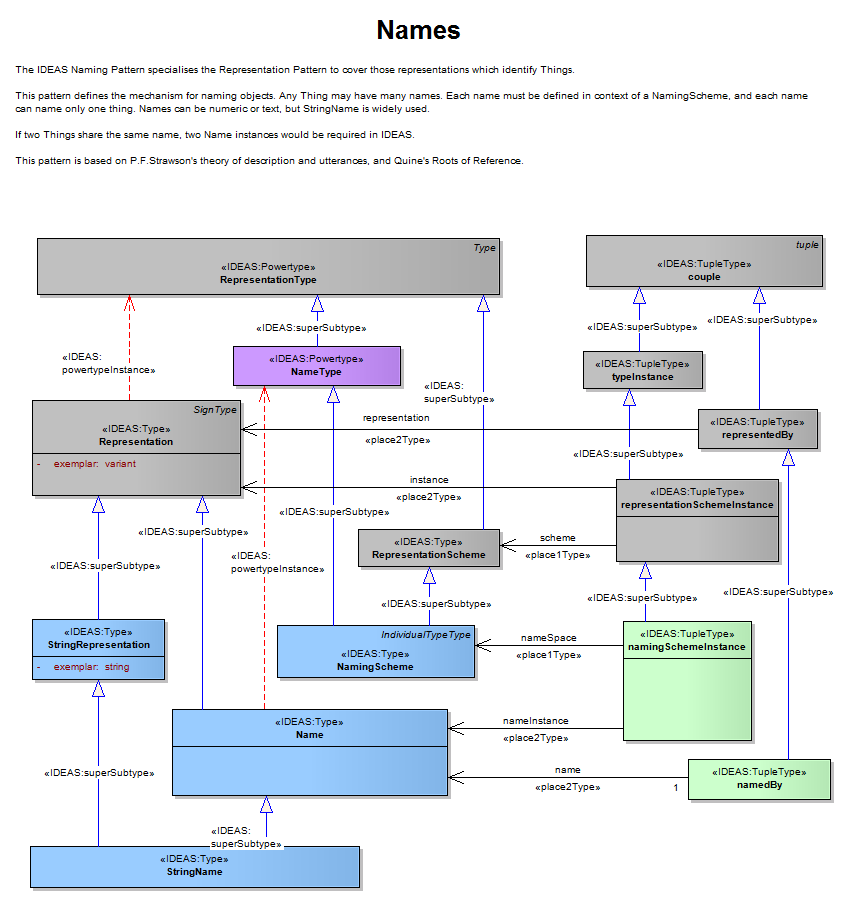 Names
The IDEAS Naming Pattern specialises the Representation Pattern to cover those representations which identify Things.
This pattern defines the mechanism for naming objects. Any Thing may have many names. Each name must be defined in context of a NamingScheme, and each name
can name only one thing. Names can be numeric or text, but StringName is widely used.
If two Things share the same name, two Name instances would be required in IDEAS.
This pattern is based on P.F.Strawson's theory of description and utterances, and Quine's Roots of Reference.
Type
«IDEAS:Powertype»
RepresentationType
tuple
«IDEAS:TupleType»
couple
«IDEAS:superSubtype»
«IDEAS:superSubtype»
«IDEAS:superSubtype»
«IDEAS:
powertypeInstance»
«IDEAS:Powertype»
NameType
«IDEAS:
superSubtype»
«IDEAS:TupleType»
typeInstance
SignType
«IDEAS:Type»
Representation
- exemplar: variant
representation
«place2Type»
«IDEAS:TupleType»
representedBy
«IDEAS:superSubtype»
instance
«place2Type»
«IDEAS:TupleType»
representationSchemeInstance
«IDEAS:superSubtype»
«IDEAS:superSubtype»
«IDEAS:superSubtype»
«IDEAS:
powertypeInstance»
«IDEAS:Type»
RepresentationScheme
scheme
«place1Type»
«IDEAS:superSubtype»
«IDEAS:superSubtype»
«IDEAS:superSubtype»
«IDEAS:Type»
StringRepresentation
- exemplar: string
IndividualTypeType
«IDEAS:Type»
NamingScheme
nameSpace
«place1Type»
«IDEAS:TupleType»
namingSchemeInstance
«IDEAS:Type»
Name
nameInstance
«place2Type»
«IDEAS:superSubtype»
name
«place2Type»
1
«IDEAS:TupleType»
namedBy
«IDEAS:
superSubtype»
«IDEAS:Type»
StringName